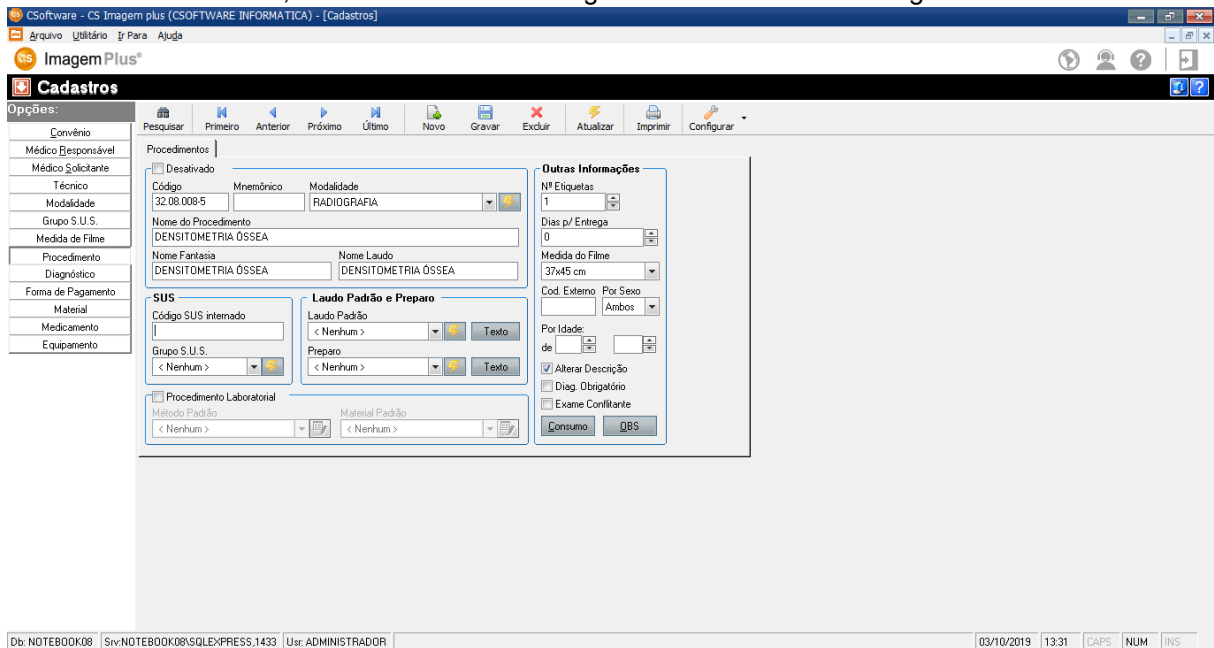 CSoftware - CS Imagem plus (CSOFTWARE INFORMATICA) - [Cadastros]
Arquivo Utilitário Ir Para Ajuda
cs Imagem Plus®
Cadastros
Opções:
Convênio
Médico Responsável
Médico Solicitante
Técnico
Modalidade
Grupo S.U.S.
Medida de Filme
Procedimento
Diagnóstico
Forma de Pagamento
Material
Medicamento
Equipamento
Pesquisar Primeiro Anterior Próximo Último Novo Gravar Excluir Atualizar Imprimir Configurar
Procedimentos
Desativado
Código Mnemônico Modalidade
32.08.008-5 RADIOGRAFIA
Nome do Procedimento
DENSITOMETRIA ÓSSEA
Nome Fantasia Nome Laudo
DENSITOMETRIA ÓSSEA DENSITOMETRIA ÓSSEA
SUS
Código SUS internado
Grupo S.U.S.
< Nenhum >
Laudo Padrão e Preparo
Laudo Padrão
< Nenhum > Texto
Preparo
< Nenhum > Texto
Procedimento Laboratorial
Método Padrão Material Padrão
< Nenhum > < Nenhum >
Outras Informações
Nº Etiquetas
1
Dias p/ Entrega
0
Medida do Filme
37x45 cm
Cod. Externo Por Sexo
Ambos
Por Idade:
de
Alterar Descrição
Diag. Obrigatório
Exame Conflitante
Consumo OBS
Db: NOTEBOOK08 Srv:NOTEBOOK08\SQLEXPRESS,1433 Usr: ADMINISTRADOR 03/10/2019 13:31 CAPS NUM INS